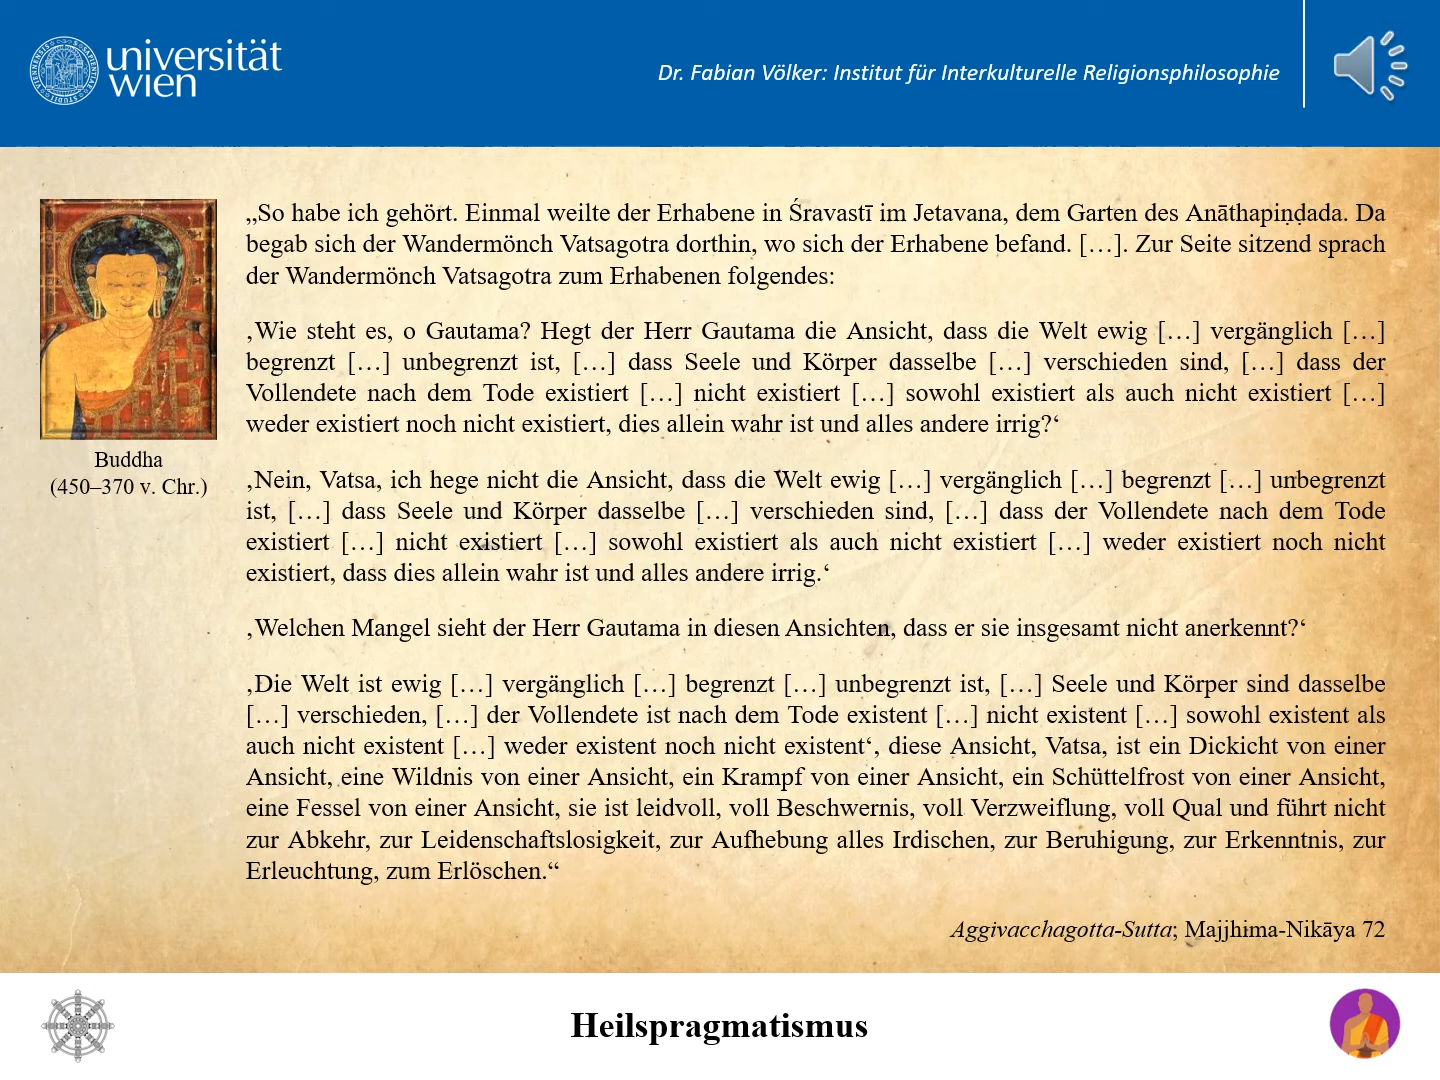 universität
wien
Dr. Fabian Völker: Institut für Interkulturelle Religionsphilosophie
„So habe ich gehört. Einmal weilte der Erhabene in Śravastī im Jetavana, dem Garten des Anāthapiṇḍada. Da
begab sich der Wandermönch Vatsagotra dorthin, wo sich der Erhabene befand. […]. Zur Seite sitzend sprach
der Wandermönch Vatsagotra zum Erhabenen folgendes:
‚Wie steht es, o Gautama? Hegt der Herr Gautama die Ansicht, dass die Welt ewig […] vergänglich […]
begrenzt […] unbegrenzt ist, […] dass Seele und Körper dasselbe […] verschieden sind, […] dass der
Vollendete nach dem Tode existiert […] nicht existiert […] sowohl existiert als auch nicht existiert […]
weder existiert noch nicht existiert, dies allein wahr ist und alles andere irrig?‘
‚Nein, Vatsa, ich hege nicht die Ansicht, dass die Welt ewig […] vergänglich […] begrenzt […] unbegrenzt
ist, […] dass Seele und Körper dasselbe […] verschieden sind, […] dass der Vollendete nach dem Tode
existiert […] nicht existiert […] sowohl existiert als auch nicht existiert […] weder existiert noch nicht
existiert, dass dies allein wahr ist und alles andere irrig.‘
‚Welchen Mangel sieht der Herr Gautama in diesen Ansichten, dass er sie insgesamt nicht anerkennt?‘
‚Die Welt ist ewig […] vergänglich […] begrenzt […] unbegrenzt ist, […] Seele und Körper sind dasselbe
[…] verschieden, […] der Vollendete ist nach dem Tode existent […] nicht existent […] sowohl existent als
auch nicht existent […] weder existent noch nicht existent‘, diese Ansicht, Vatsa, ist ein Dickicht von einer
Ansicht, eine Wildnis von einer Ansicht, ein Krampf von einer Ansicht, ein Schüttelfrost von einer Ansicht,
eine Fessel von einer Ansicht, sie ist leidvoll, voll Beschwernis, voll Verzweiflung, voll Qual und führt nicht
zur Abkehr, zur Leidenschaftslosigkeit, zur Aufhebung alles Irdischen, zur Beruhigung, zur Erkenntnis, zur
Erleuchtung, zum Erlöschen.“
Aggivacchagotta-Sutta; Majjhima-Nikāya 72
Buddha
(450–370 v. Chr.)
Heilspragmatismus